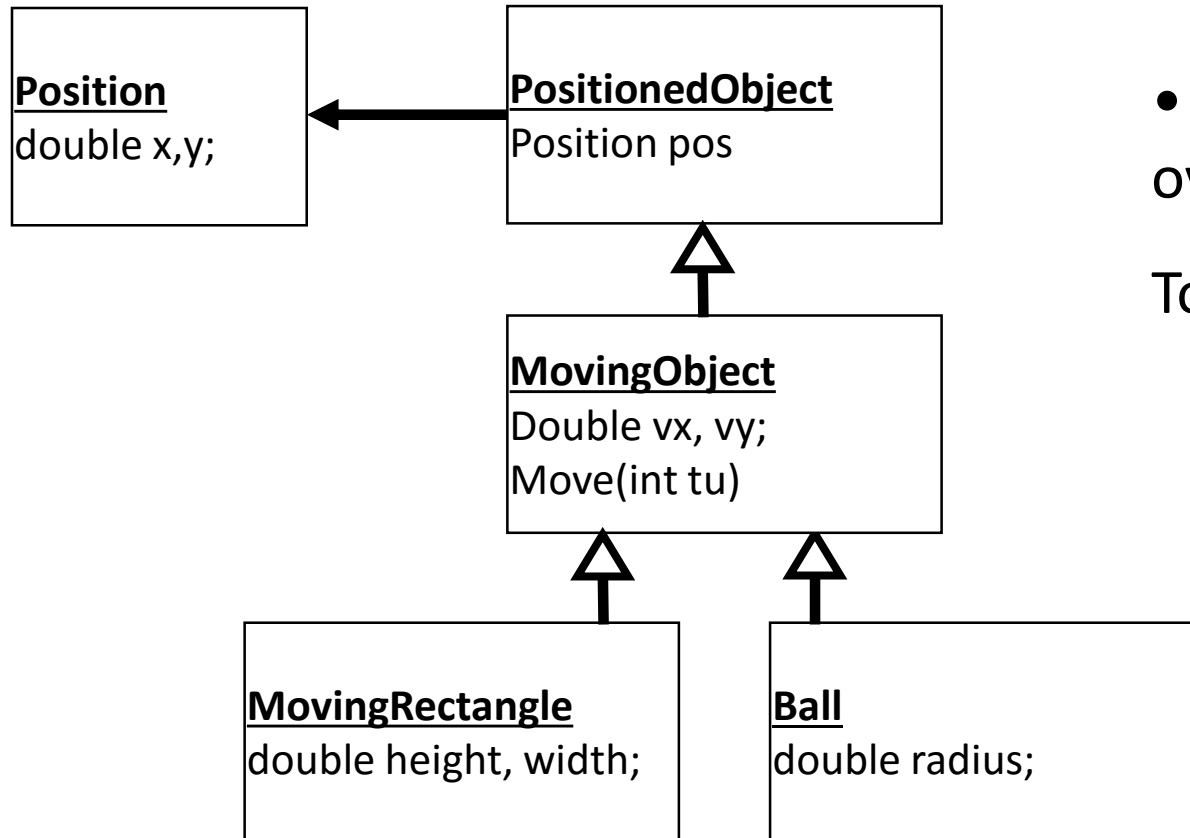 Position
double x,y;
PositionedObject
Position pos
MovingObject
Double vx, vy;
Move(int tu)
MovingRectangle
double height, width;
Ball
double radius;
•